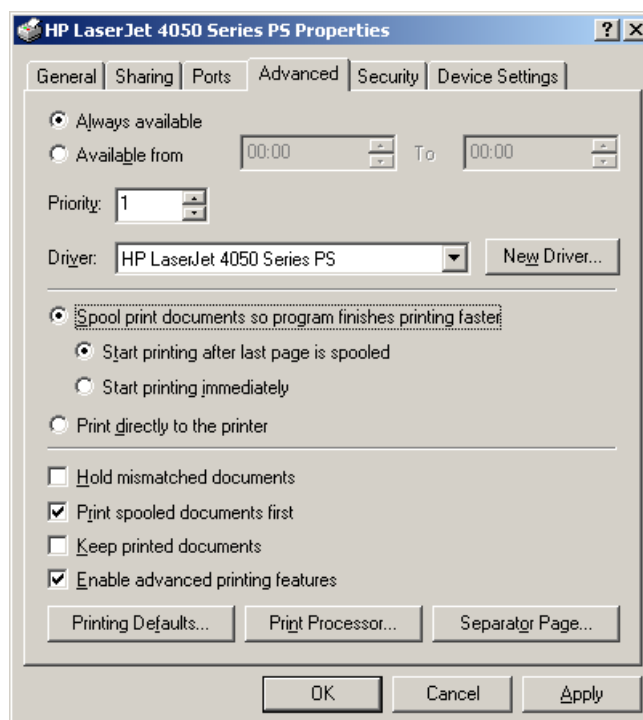 HP LaserJet 4050 Series PS Properties
General Sharing Ports Advanced Security Device Settings
Always available
Available from 00:00 To 00:00
Priority: 1
Driver: HP LaserJet 4050 Series PS New Driver...
Spool print documents so program finishes printing faster
Start printing after last page is spooled
Start printing immediately
Print directly to the printer
Hold mismatched documents
Print spooled documents first
Keep printed documents
Enable advanced printing features
Printing Defaults... Print Processor... Separator Page...
OK Cancel Apply